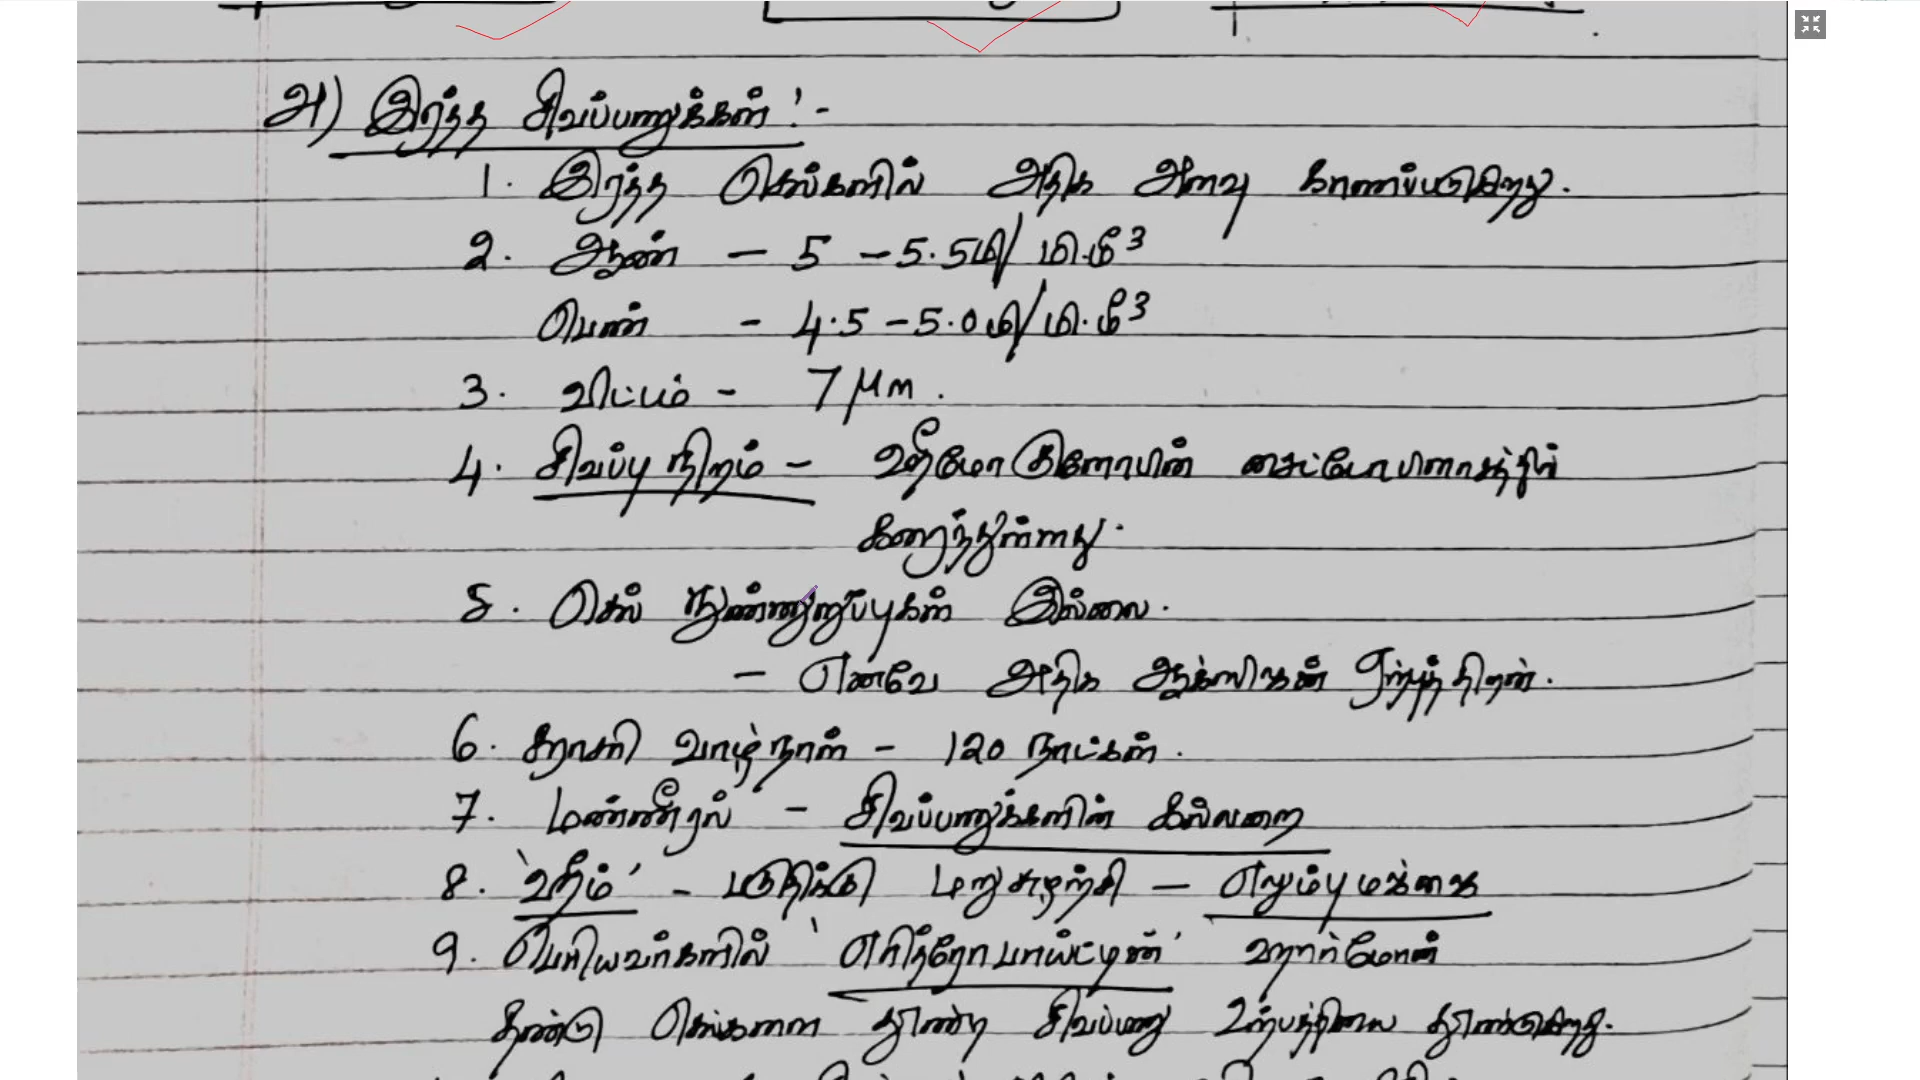 அ) இரத்த சிவப்பணுக்கள் :-
1. இரத்த செல்களில் அதிக அளவு காணப்படுகிறது.
2. ஆண் – 5 – 5.5மி/மி.மீ³
பெண் – 4.5 – 5.0மி/மி.மீ³
3. விட்டம் – 7 μm.
4. சிவப்பு நிறம் – ஹீமோகுளோபின் சைட்டோபிளாசத்தில்
கரைந்துள்ளது.
5. செல் நுண்ணுறுப்புகள் இல்லை.
– எனவே அதிக ஆக்ஸிஜன் ஏற்புத்திறன்.
6. சராசரி வாழ்நாள் – 120 நாட்கள்.
7. மண்ணீரல் – சிவப்பணுக்களின் கல்லறை
8. 'ஹீம்' – மறுசுழற்சி – எலும்பு மஜ்ஜை
9. பெரியவர்களில் 'எரித்ரோபாய்ட்டின்' ஹார்மோன்
தண்டு செல்களை தூண்டி சிவப்பணு உற்பத்தியை தூண்டுகிறது.